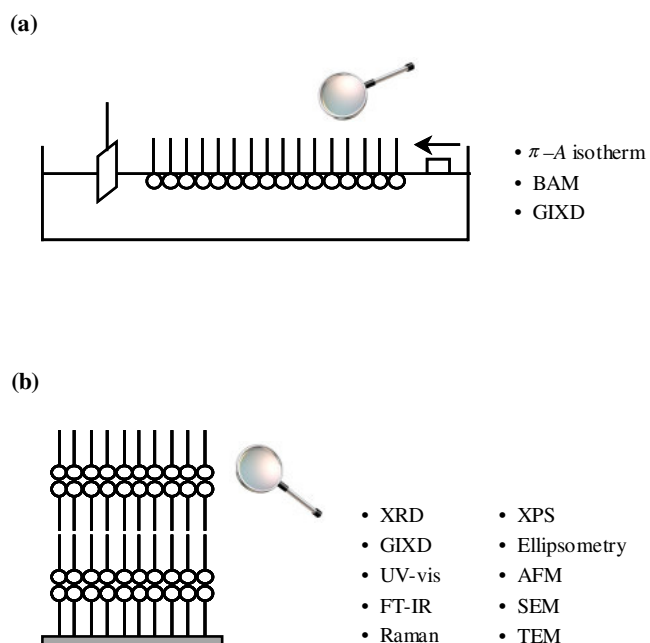 (a)
• π–A isotherm
• BAM
• GIXD
(b)
• XRD
• GIXD
• UV-vis
• FT-IR
• Raman
• XPS
• Ellipsometry
• AFM
• SEM
• TEM